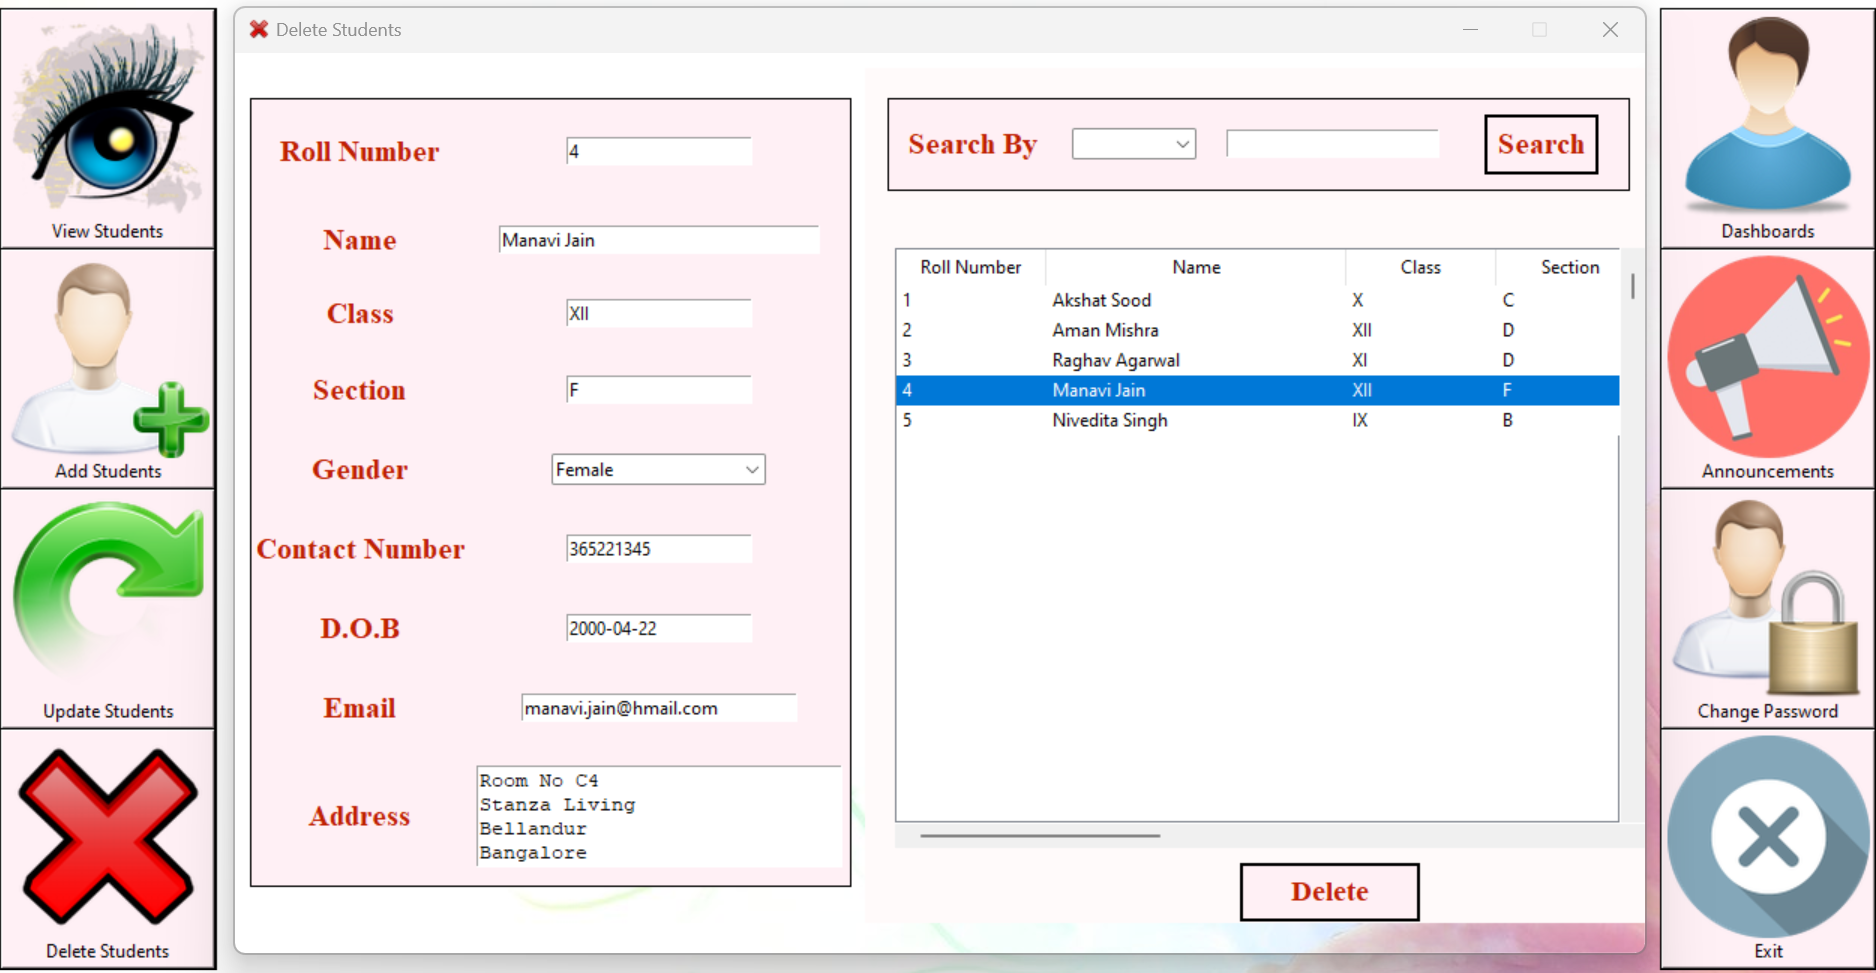 View Students
Add Students
Update Students
Delete Students
Delete Students
Roll Number 4
Name Manavi Jain
Class XII
Section F
Gender Female
Contact Number 365221345
D.O.B 2000-04-22
Email manavi.jain@hmail.com
Address
Room No C4
Stanza Living
Bellandur
Bangalore
Search By Search
Roll Number Name Class Section
1 Akshat Sood X C
2 Aman Mishra XII D
3 Raghav Agarwal XI D
4 Manavi Jain XII F
5 Nivedita Singh IX B
Delete
Dashboards
Announcements
Change Password
Exit